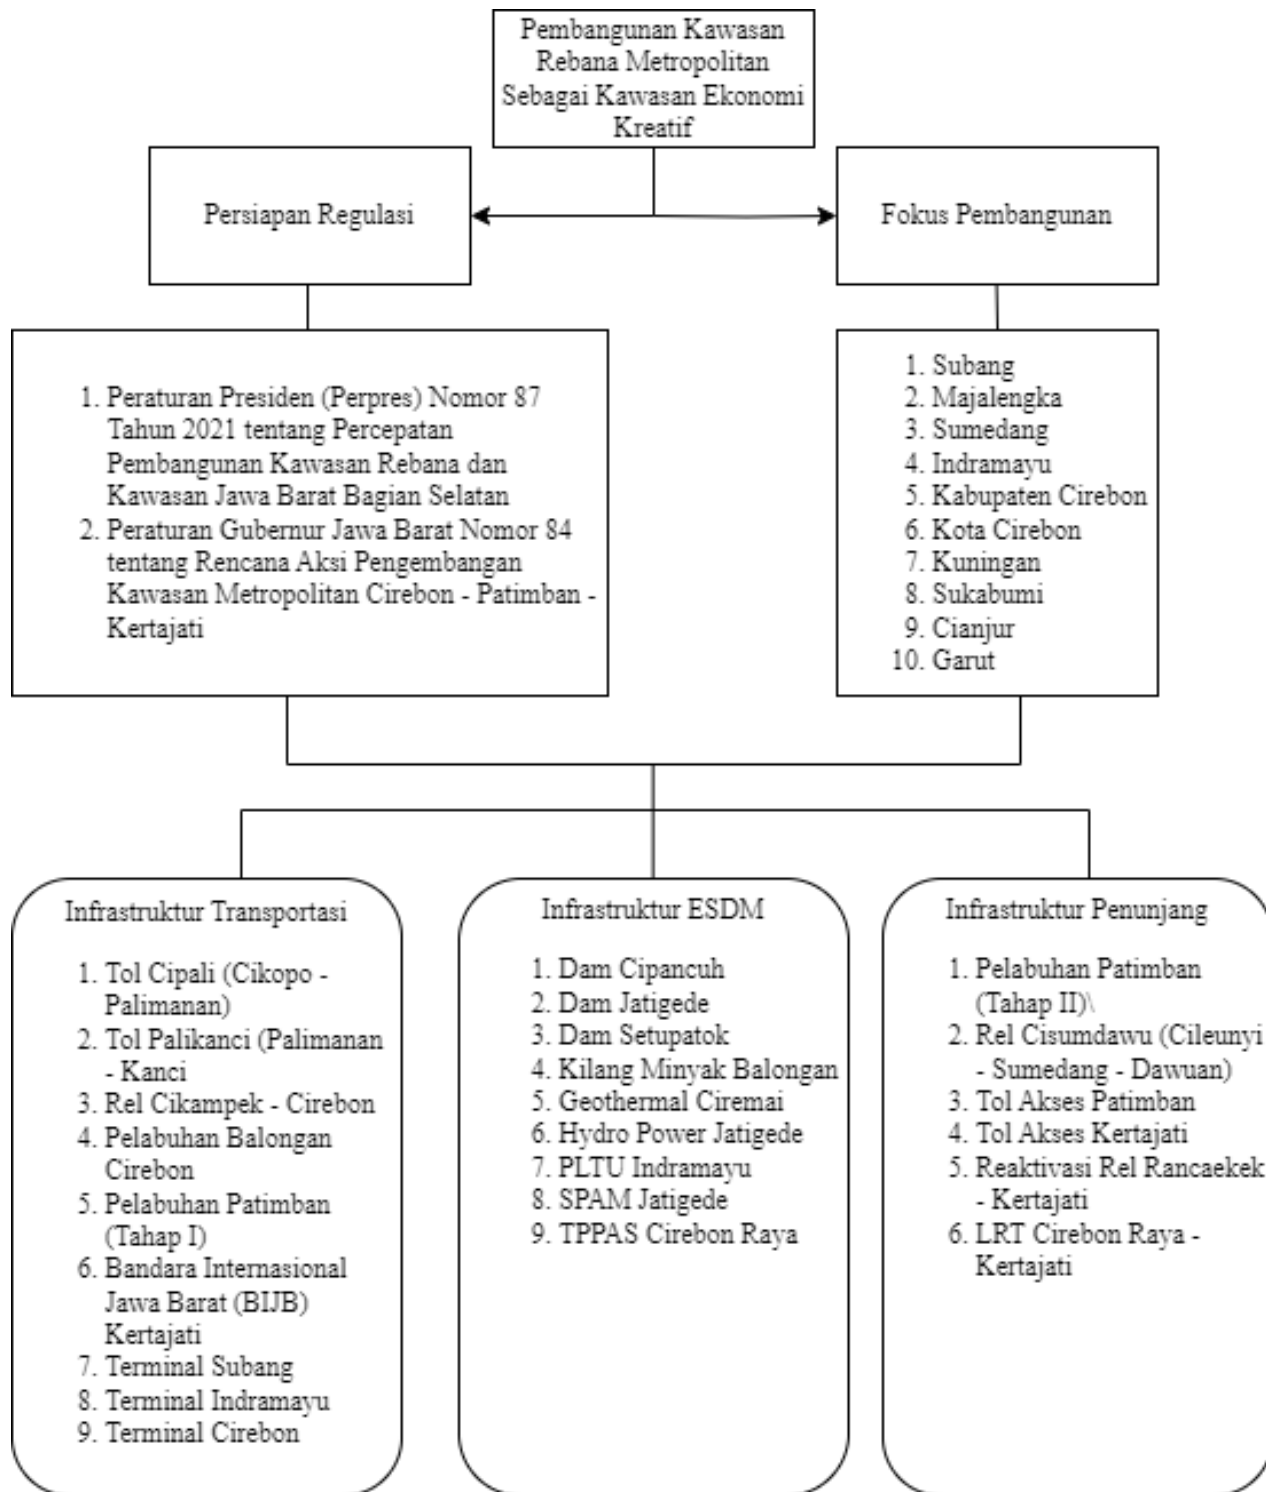 Pembangunan Kawasan
Rebana Metropolitan
Sebagai Kawasan Ekonomi
Kreatif
Persiapan Regulasi
Fokus Pembangunan
1. Peraturan Presiden (Perpres) Nomor 87
Tahun 2021 tentang Percepatan
Pembangunan Kawasan Rebana dan
Kawasan Jawa Barat Bagian Selatan
2. Peraturan Gubernur Jawa Barat Nomor 84
tentang Rencana Aksi Pengembangan
Kawasan Metropolitan Cirebon - Patimban -
Kertajati
1. Subang
2. Majalengka
3. Sumedang
4. Indramayu
5. Kabupaten Cirebon
6. Kota Cirebon
7. Kuningan
8. Sukabumi
9. Cianjur
10. Garut
Infrastruktur Transportasi
1. Tol Cipali (Cikopo -
Palimanan)
2. Tol Palikanci (Palimanan
- Kanci
3. Rel Cikampek - Cirebon
4. Pelabuhan Balongan
Cirebon
5. Pelabuhan Patimban
(Tahap I)
6. Bandara Internasional
Jawa Barat (BIJB)
Kertajati
7. Terminal Subang
8. Terminal Indramayu
9. Terminal Cirebon
Infrastruktur ESDM
1. Dam Cipancuh
2. Dam Jatigede
3. Dam Setupatok
4. Kilang Minyak Balongan
5. Geothermal Ciremai
6. Hydro Power Jatigede
7. PLTU Indramayu
8. SPAM Jatigede
9. TPPAS Cirebon Raya
Infrastruktur Penunjang
1. Pelabuhan Patimban
(Tahap II)\
2. Rel Cisumdawu (Cileunyi
- Sumedang - Dawuan)
3. Tol Akses Patimban
4. Tol Akses Kertajati
5. Reaktivasi Rel Rancaekek
- Kertajati
6. LRT Cirebon Raya -
Kertajati